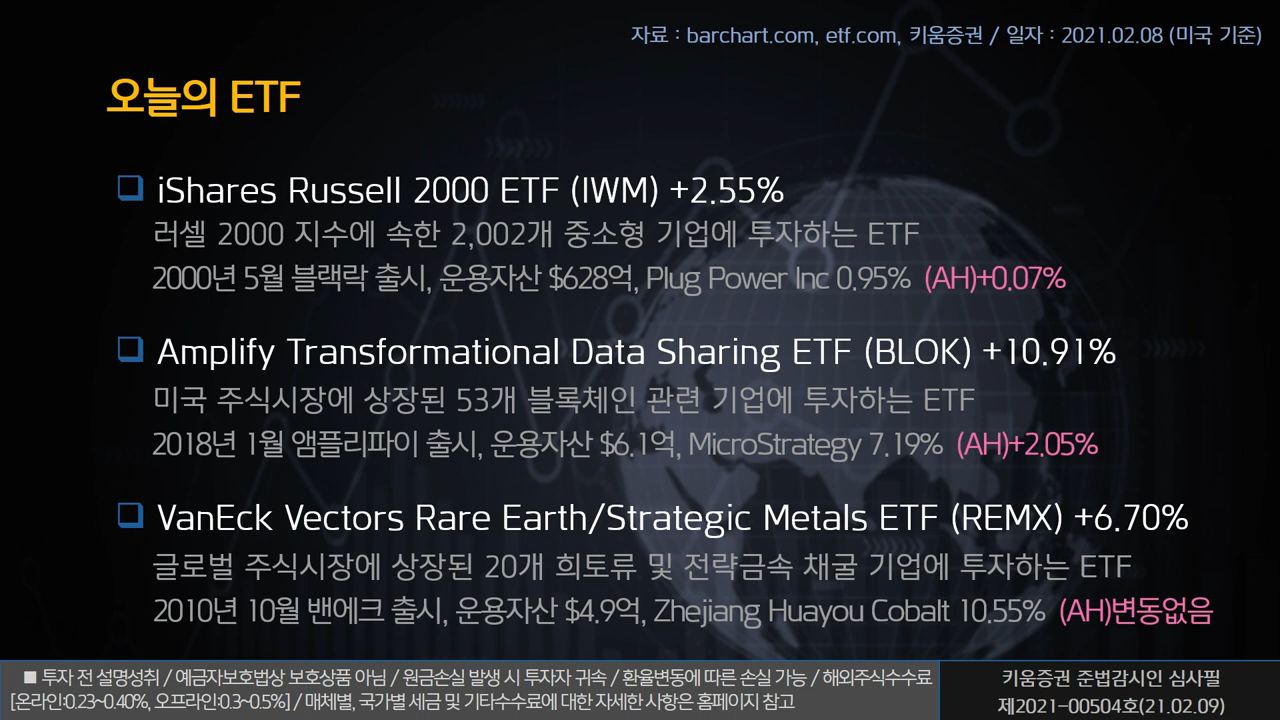 자료 : barchart.com, etf.com, 키움증권 / 일자 : 2021.02.08 (미국 기준)
오늘의 ETF
❑ iShares Russell 2000 ETF (IWM) +2.55%
러셀 2000 지수에 속한 2,002개 중소형 기업에 투자하는 ETF
2000년 5월 블랙락 출시, 운용자산 $628억, Plug Power Inc 0.95% (AH)+0.07%
❑ Amplify Transformational Data Sharing ETF (BLOK) +10.91%
미국 주식시장에 상장된 53개 블록체인 관련 기업에 투자하는 ETF
2018년 1월 앰플리파이 출시, 운용자산 $6.1억, MicroStrategy 7.19% (AH)+2.05%
❑ VanEck Vectors Rare Earth/Strategic Metals ETF (REMX) +6.70%
글로벌 주식시장에 상장된 20개 희토류 및 전략금속 채굴 기업에 투자하는 ETF
2010년 10월 밴에크 출시, 운용자산 $4.9억, Zhejiang Huayou Cobalt 10.55% (AH)변동없음
■ 투자 전 설명성취 / 예금자보호법상 보호상품 아님 / 원금손실 발생 시 투자자 귀속 / 환율변동에 따른 손실 가능 / 해외주식수수료
[온라인:0.23~0.40%, 오프라인:0.3~0.5%] / 매체별, 국가별 세금 및 기타수수료에 대한 자세한 사항은 홈페이지 참고
키움증권 준법감시인 심사필
제2021-00504호(21.02.09)